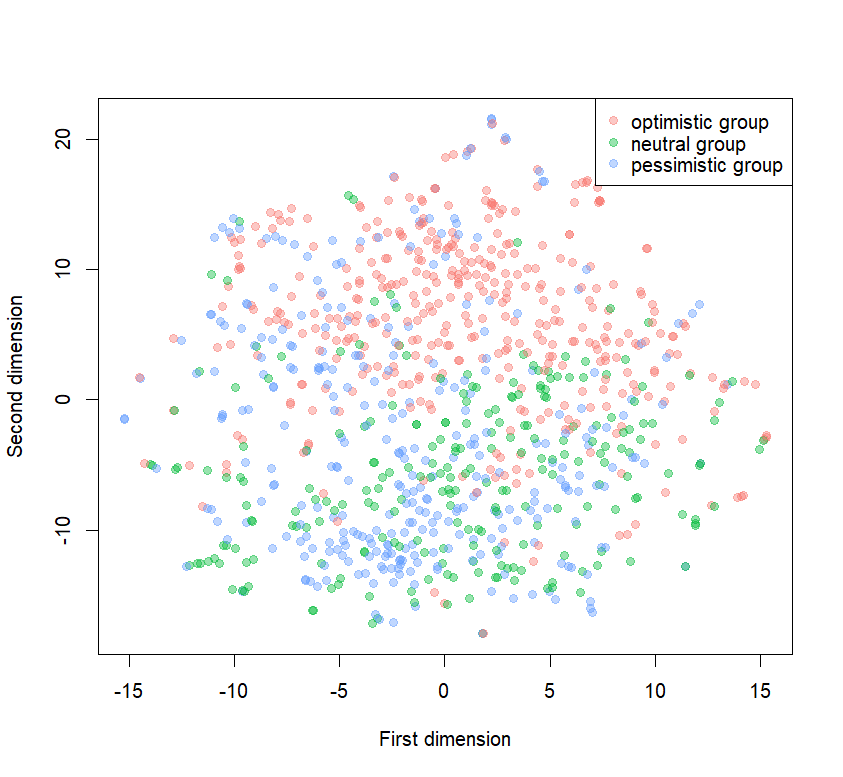 optimistic group
neutral group
pessimistic group
20
10
0
-10
Second dimension
-15
-10
-5
0
5
10
15
First dimension